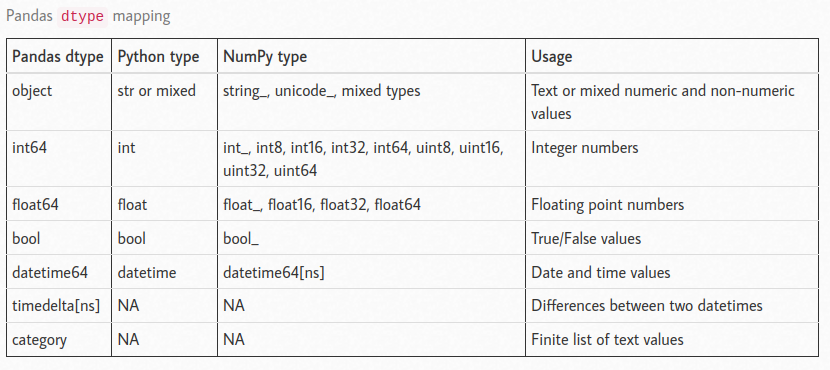 Pandas dtype mapping
Pandas dtype Python type NumPy type Usage
object str or mixed string_, unicode_, mixed types Text or mixed numeric and non-numeric
values
int64 int int_, int8, int16, int32, int64, uint8, uint16, Integer numbers
uint32, uint64
float64 float float_, float16, float32, float64 Floating point numbers
bool bool bool_ True/False values
datetime64 datetime datetime64[ns] Date and time values
timedelta[ns] NA NA Differences between two datetimes
category NA NA Finite list of text values